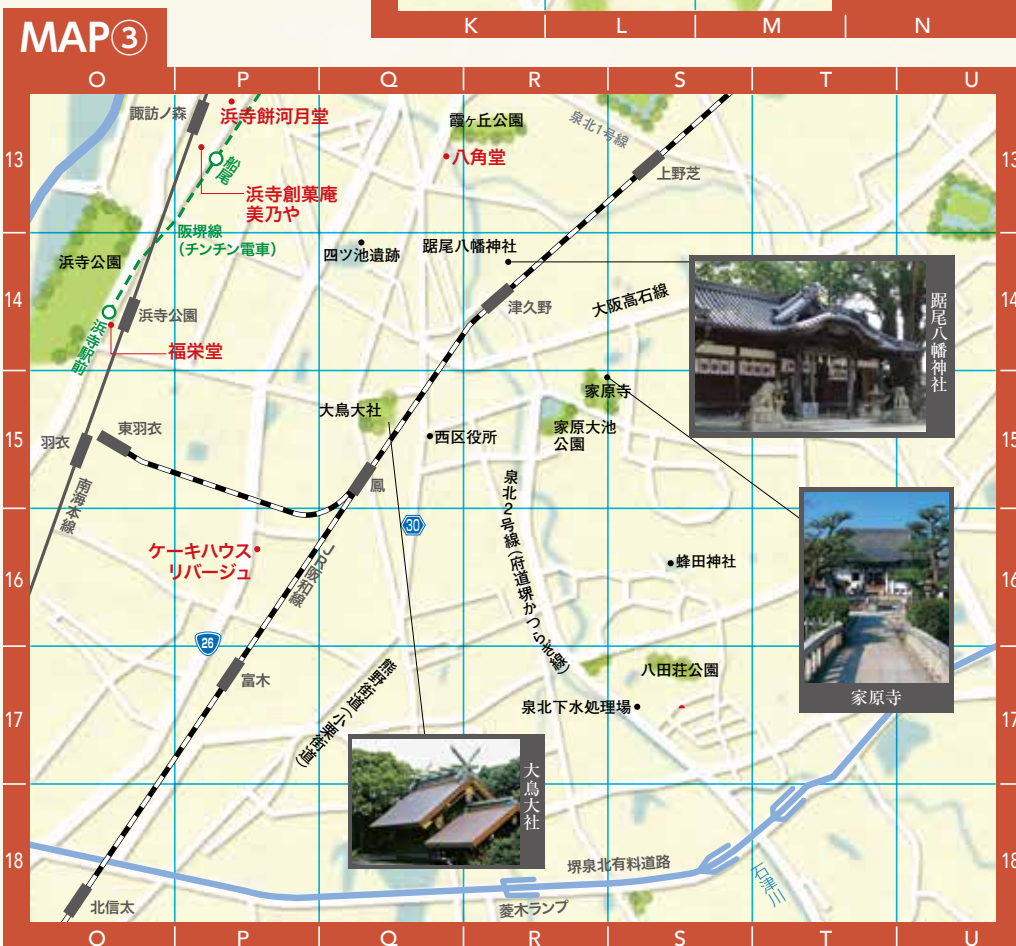 K L M N
MAP③
O P Q R S T U
諏訪ノ森
浜寺餅河月堂
霞ヶ丘公園
泉北1号線
13
船尾
八角堂
13
上野芝
浜寺創菓庵
美乃や
阪堺線
(チンチン電車)
四ツ池遺跡
踞尾八幡神社
浜寺公園
14
大阪高石線
踞尾八幡神社
14
浜寺公園
津久野
浜寺駅前
福栄堂
大鳥大社
家原寺
15
東羽衣
西区役所
家原大池
公園
15
羽衣
鳳
南海本線
泉北2号線(府道堺かつらぎ線)
30
ケーキハウス
リバージュ
JR阪和線
蜂田神社
16
16
26
富木
熊野街道(小栗街道)
八田荘公園
家原寺
17
泉北下水処理場
17
大鳥大社
18
堺泉北有料道路
石津川
18
北信太
菱木ランプ
O P Q R S T U